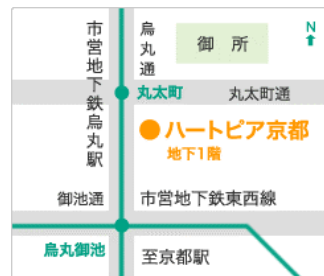 市営地下鉄烏丸駅
烏丸通
御所
N
丸太町
丸太町通
ハートピア京都
地下1階
御池通
市営地下鉄東西線
烏丸御池
至京都駅